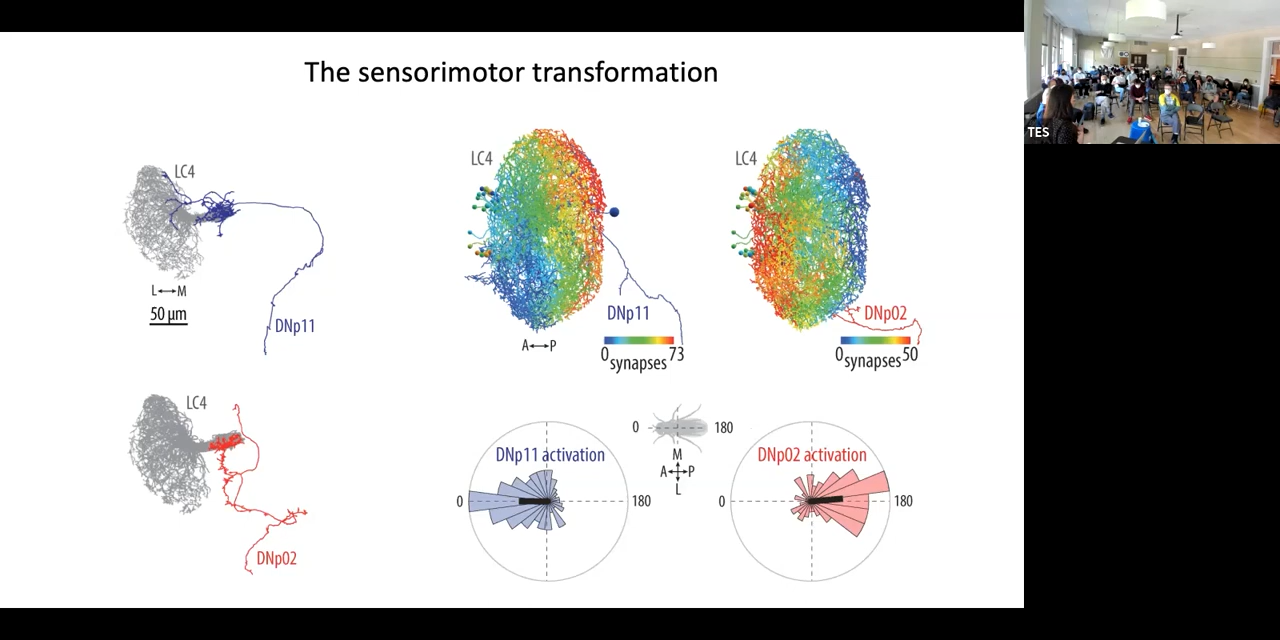 The sensorimotor transformation
TES
LC4
L↔M
50 µm
DNp11
LC4
DNp11
A↔P
0 73
synapses
LC4
DNp02
0 50
synapses
LC4
DNp02
0 180
M
A P
L
DNp11 activation
0 180
DNp02 activation
0 180